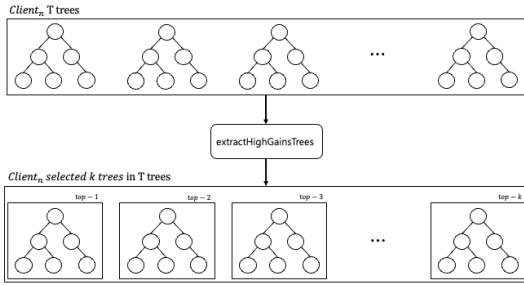 Client_n T trees
...
extractHighGainsTrees
Client_n selected k trees in T trees
top − 1 top − 2 top − 3 top − k
...